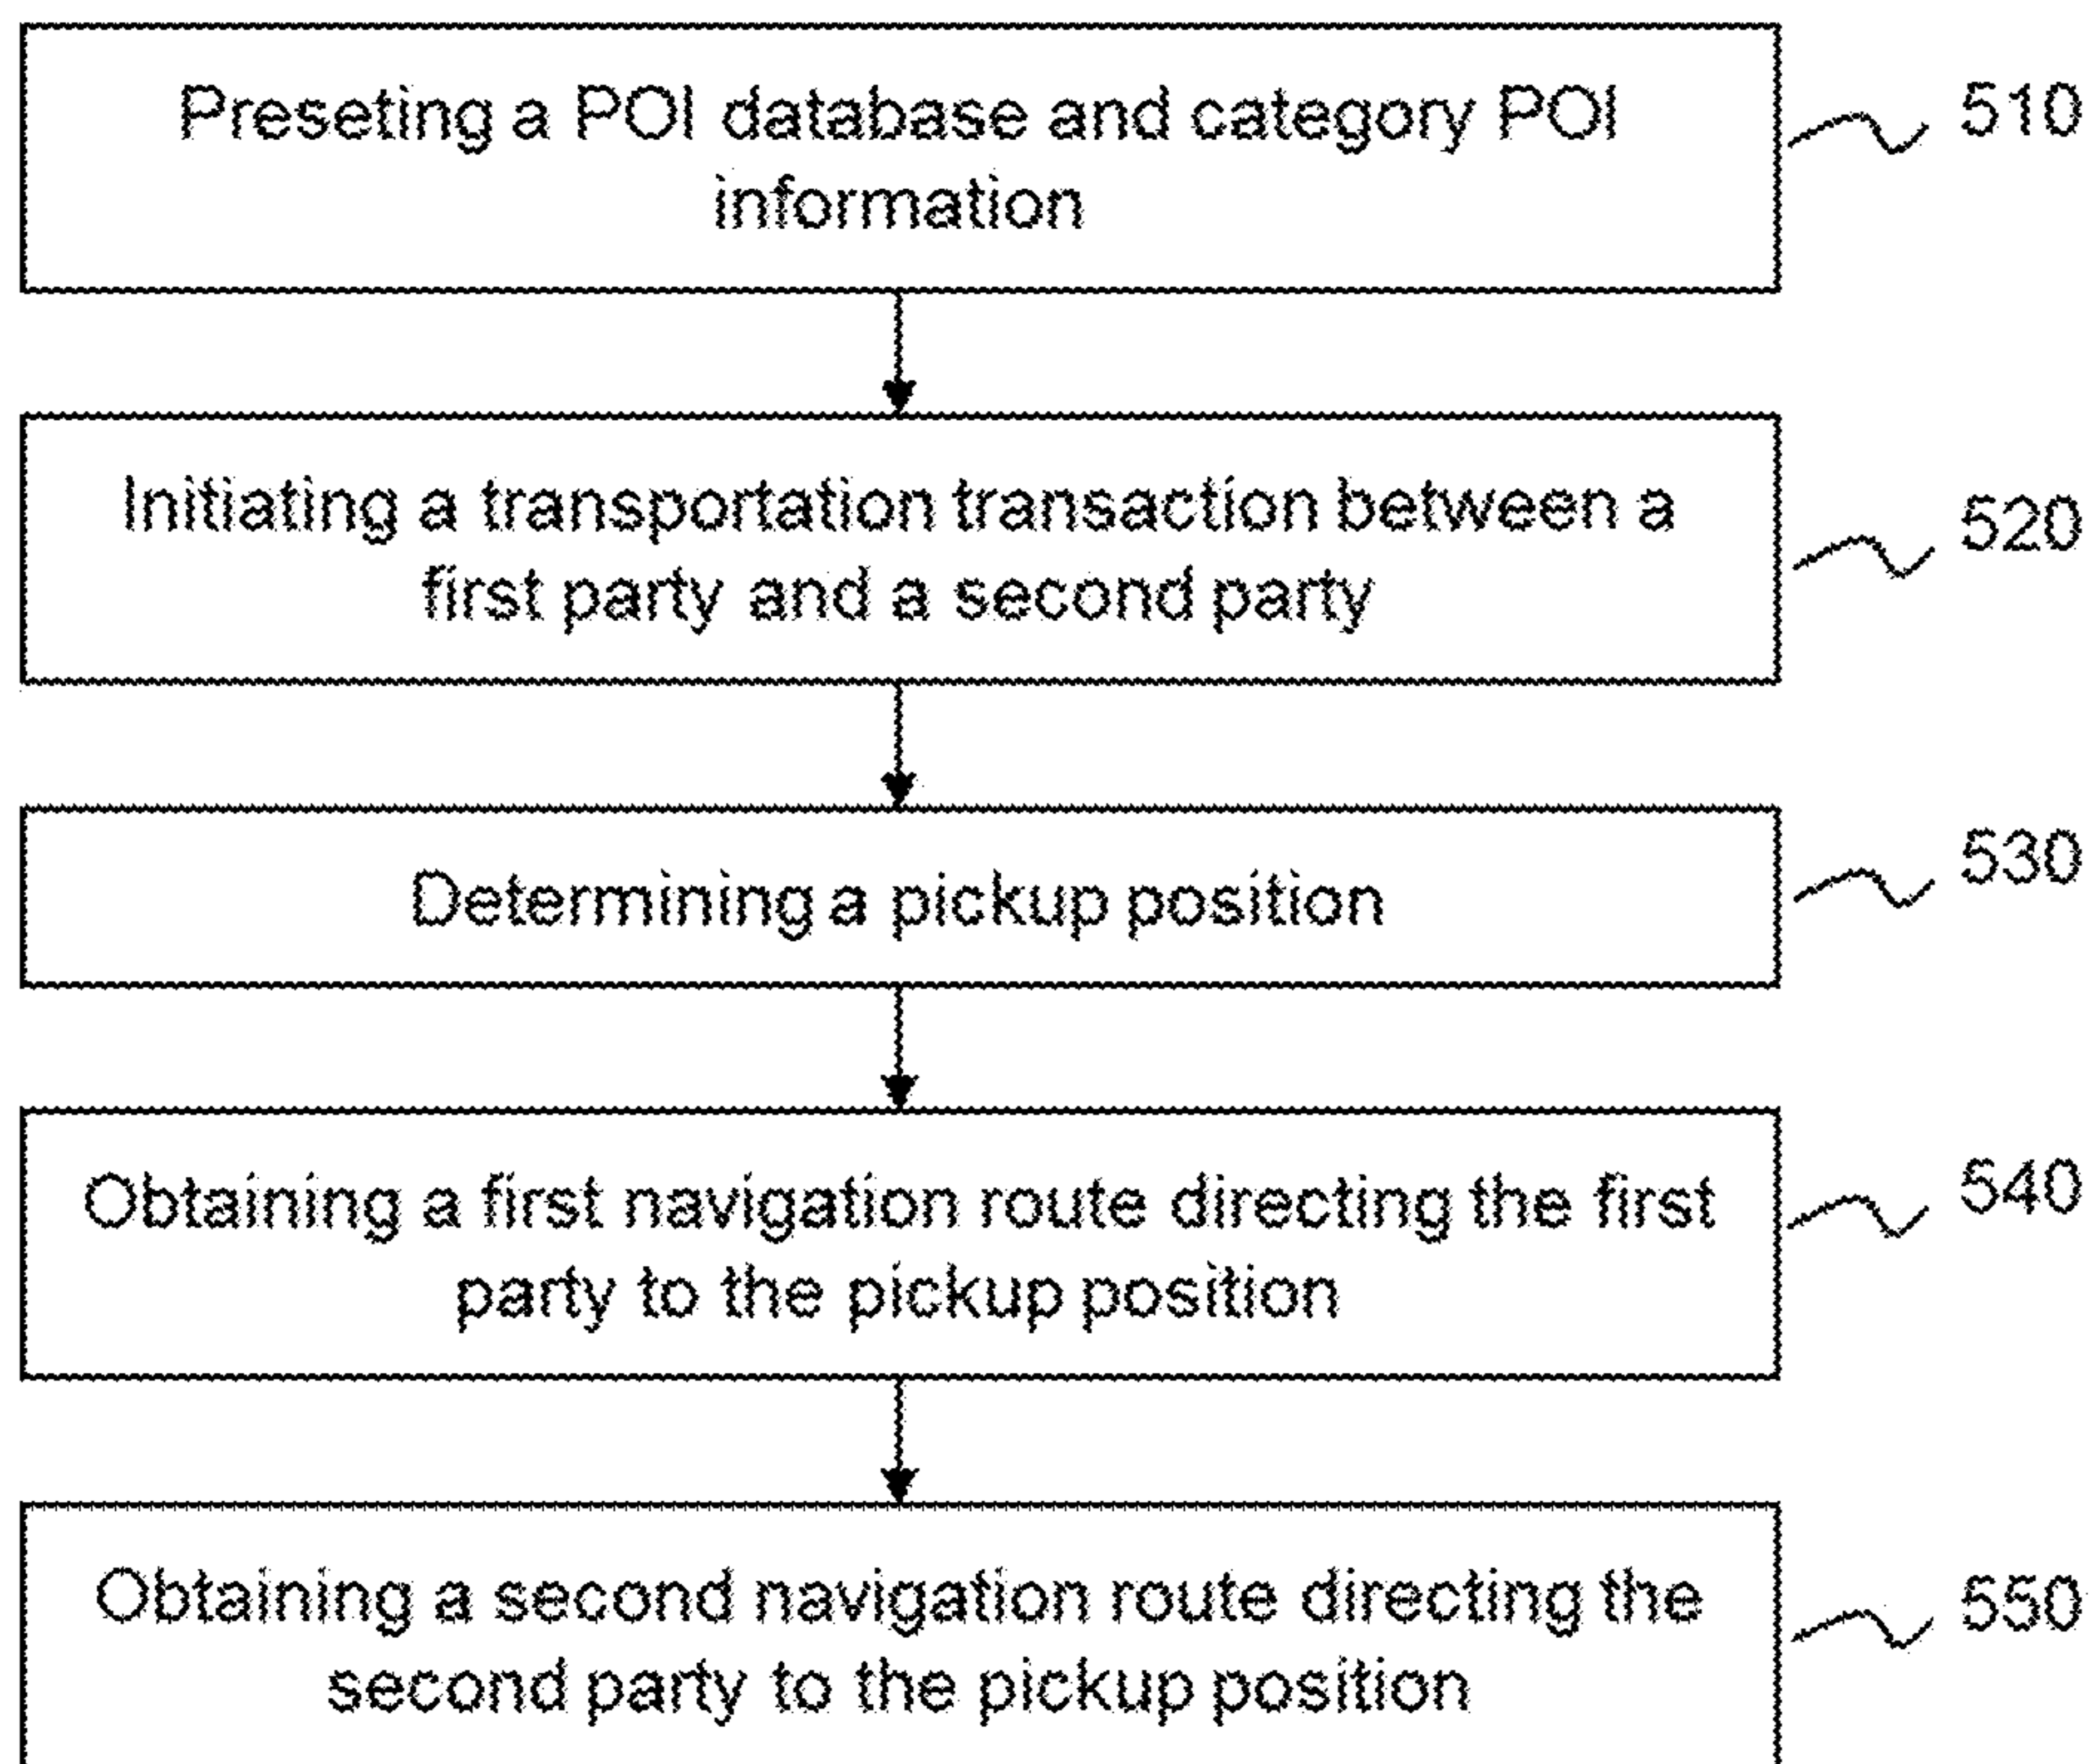 Preseting a POI database and category POI
information
510
Initiating a transportation transaction between a
first party and a second party
520
Determining a pickup position
530
Obtaining a first navigation route directing the first
party to the pickup position
540
Obtaining a second navigation route directing the
second party to the pickup position
550